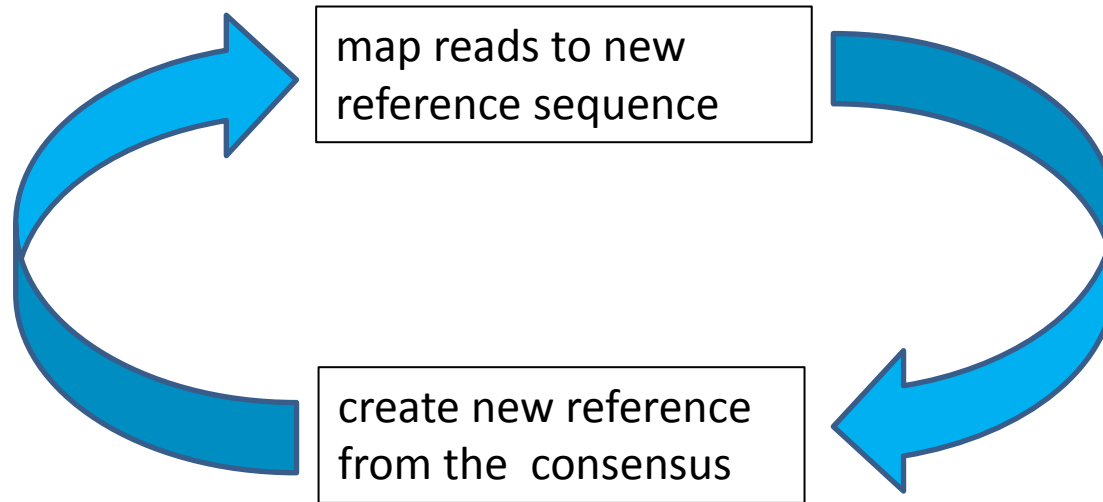 map reads to new
reference sequence
create new reference
from the  consensus